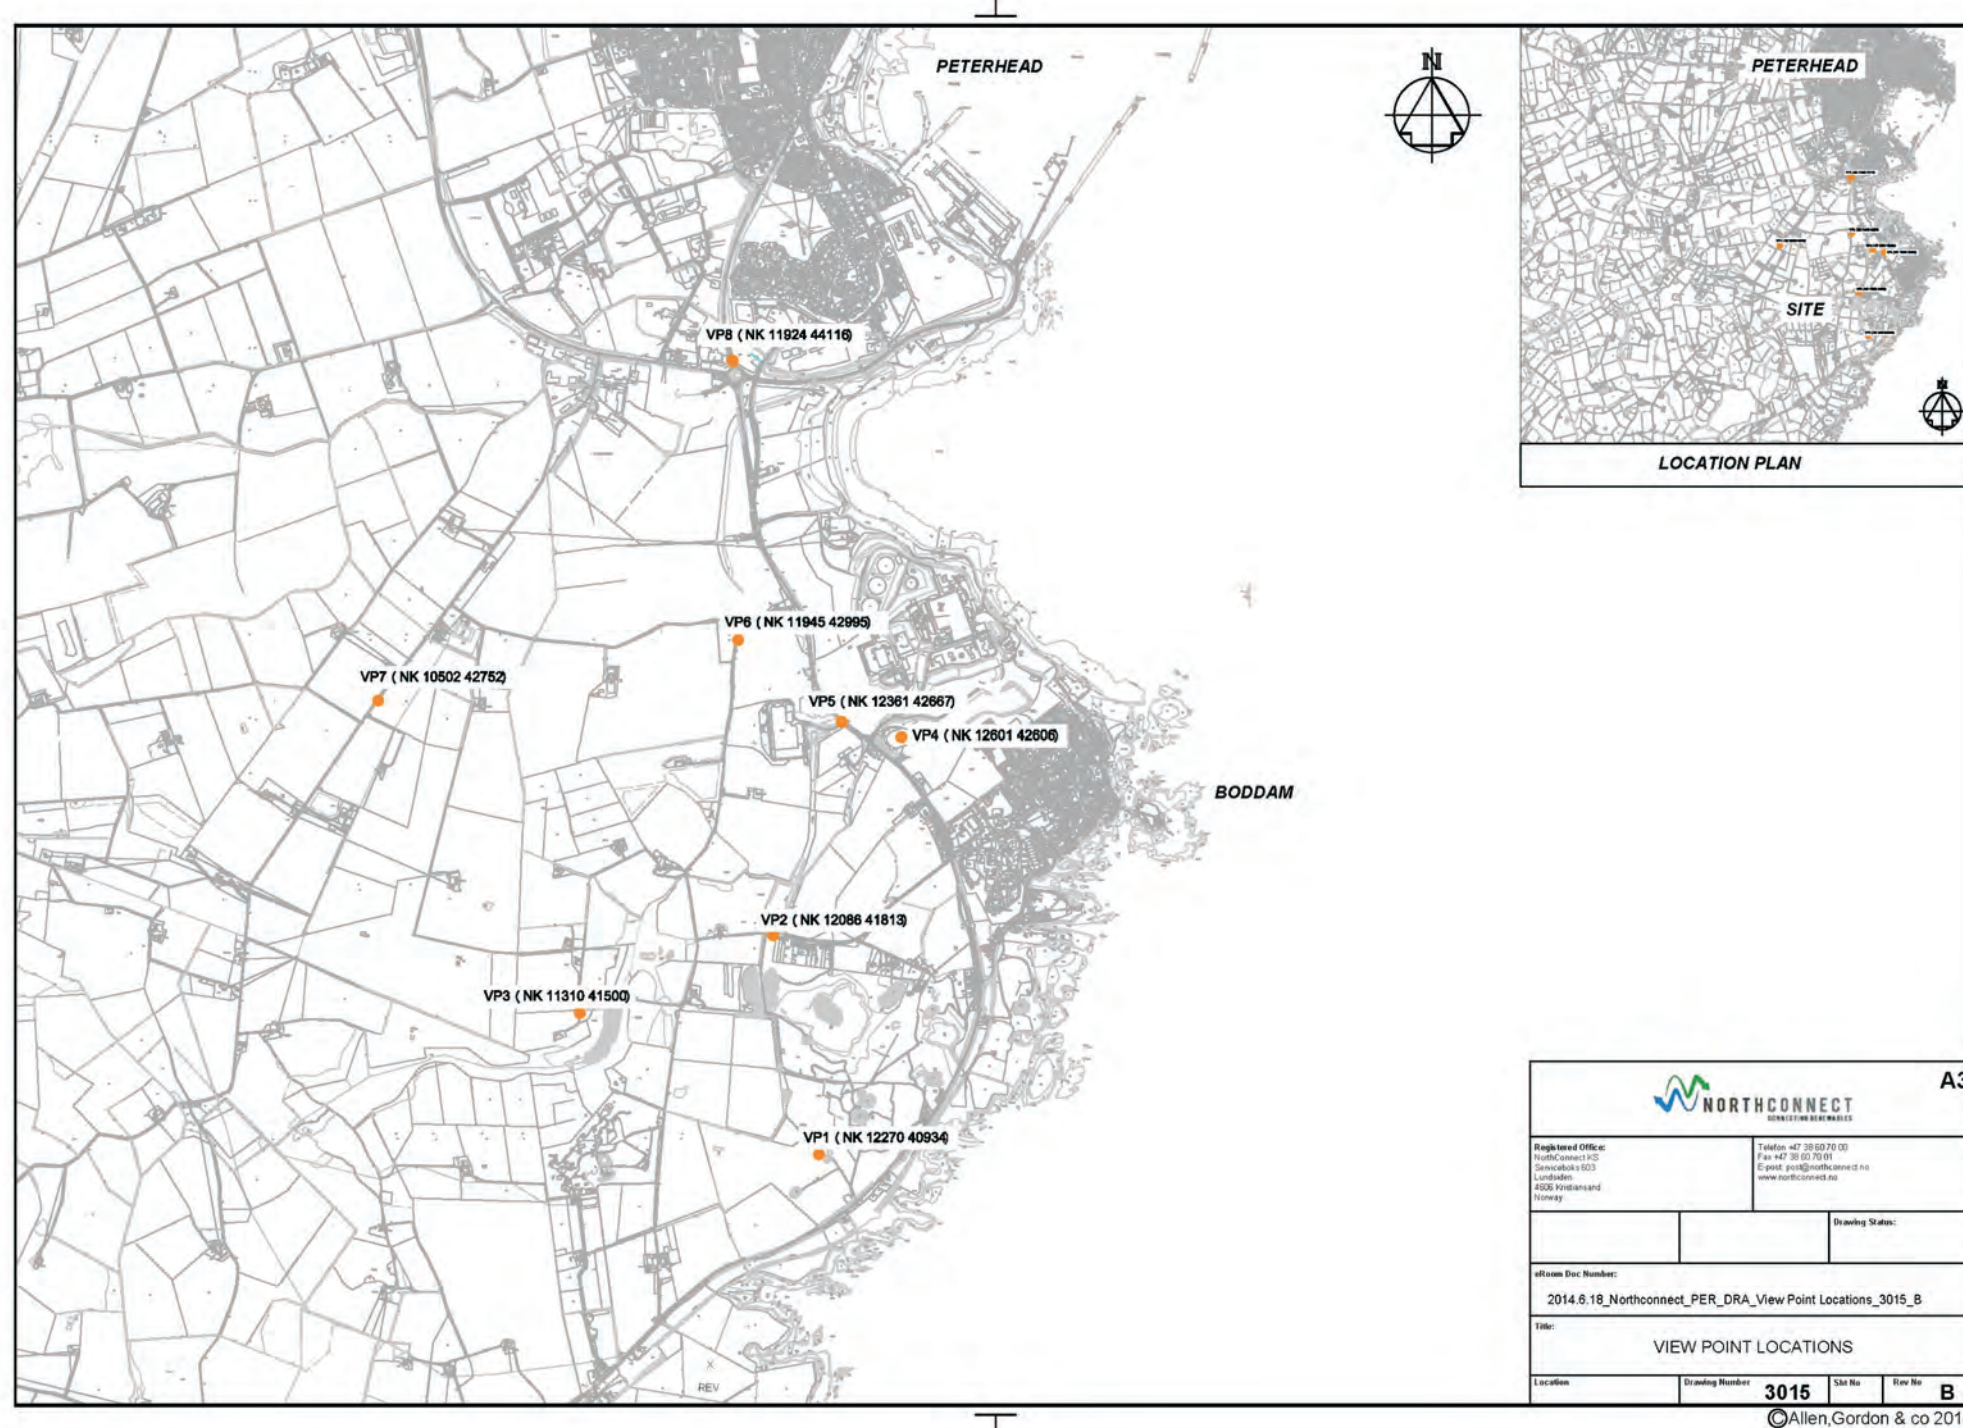 PETERHEAD
N
PETERHEAD
SITE
N
LOCATION PLAN
VP8 ( NK 11924 44116)
VP6 ( NK 11945 42995)
VP7 ( NK 10502 42752)
VP5 ( NK 12361 42667)
VP4 ( NK 12601 42606)
BODDAM
VP2 ( NK 12086 41813)
VP3 ( NK 11310 41500)
VP1 ( NK 12270 40934)
X
REV
A3
NORTHCONNECT
CONNECTING RENEWABLES
Registered Office:
NorthConnect KS
Serviceboks 603
Lundsiden
4606 Kristiansand
Norway
Telefon +47 38 60 70 00
Fax +47 38 60 70 01
E-post: post@northconnect.no
www.northconnect.no
Drawing Status:
eRoom Doc Number:
2014.6.18_Northconnect_PER_DRA_View Point Locations_3015_B
Title:
VIEW POINT LOCATIONS
Location
Drawing Number
3015
Sht No
Rev No
B
©Allen,Gordon & co 201